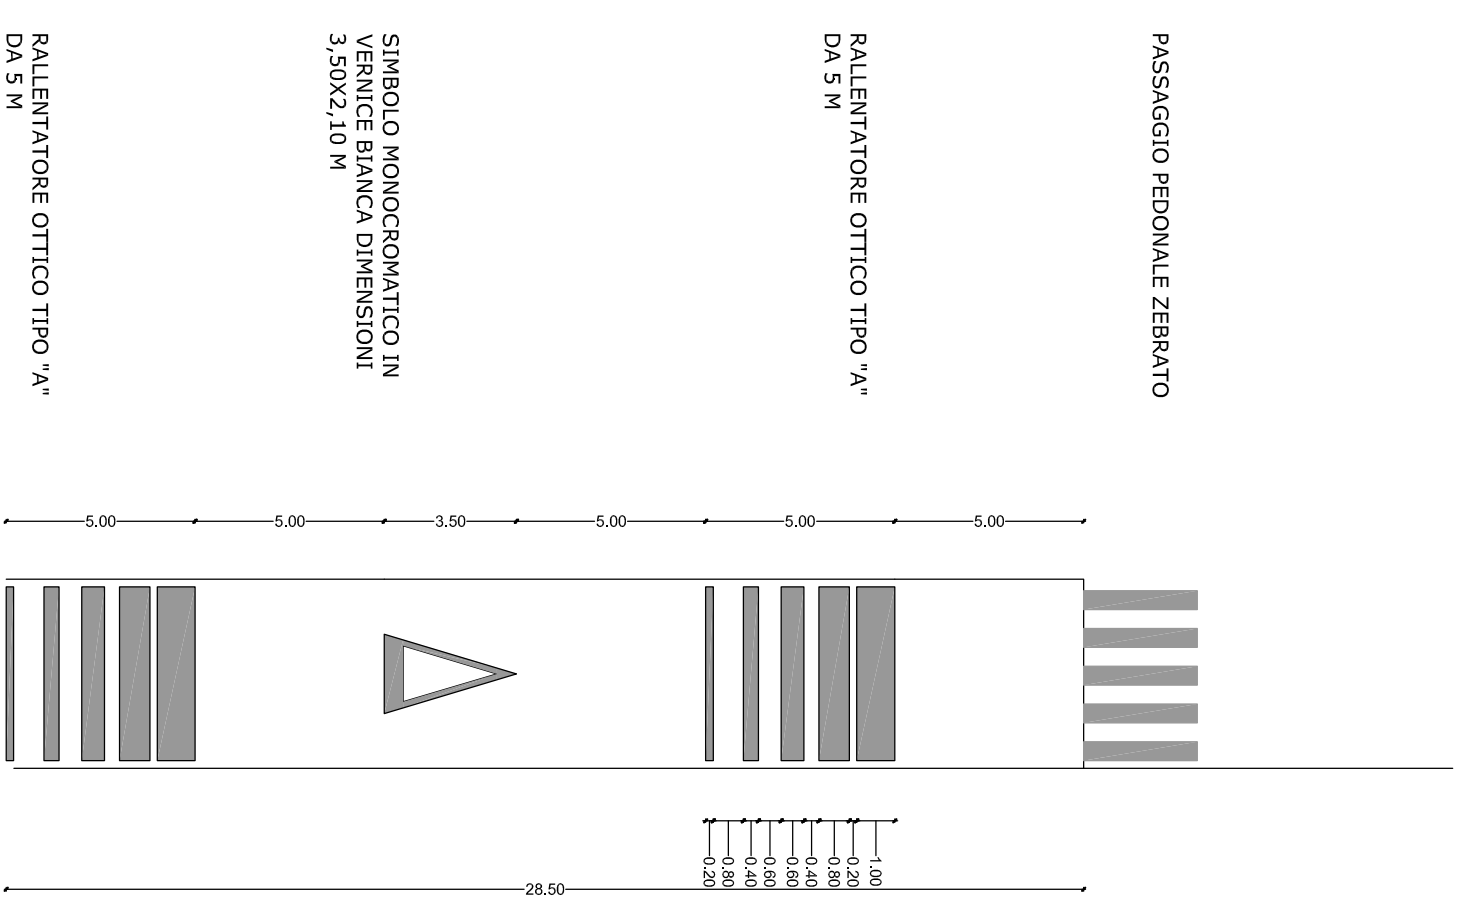 RALLENTATORE OTTICO TIPO "A"
DA 5 M
SIMBOLO MONOCROMATICO IN
VERNICE BIANCA DIMENSIONI
3,50X2,10 M
RALLENTATORE OTTICO TIPO "A"
DA 5 M
PASSAGGIO PEDONALE ZEBRATO
5.00
5.00
3.50
5.00
5.00
5.00
0.20
0.80
0.40
0.60
0.60
0.40
0.80
0.20
1.00
28.50